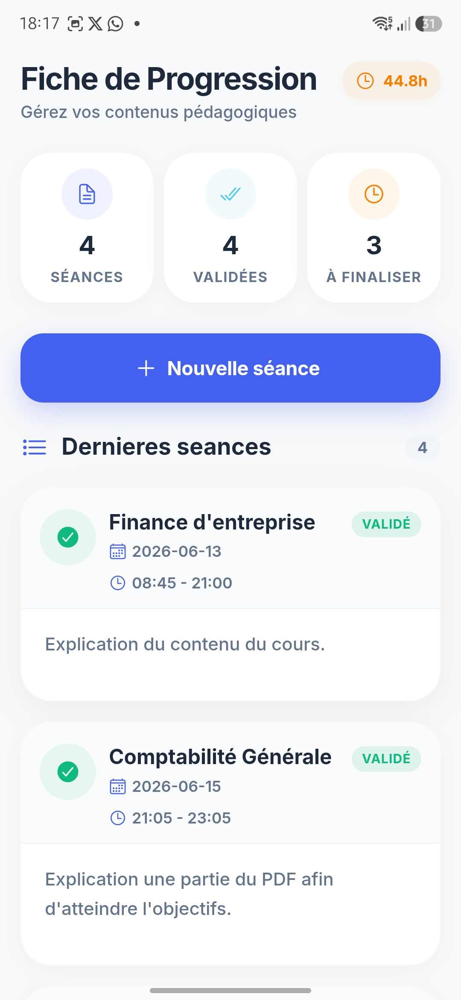 18:17
31
Fiche de Progression
44.8h
Gérez vos contenus pédagogiques
4
SÉANCES
4
VALIDÉES
3
À FINALISER
Nouvelle séance
Dernieres seances
4
Finance d'entreprise
VALIDÉ
2026-06-13
08:45 - 21:00
Explication du contenu du cours.
Comptabilité Générale
VALIDÉ
2026-06-15
21:05 - 23:05
Explication une partie du PDF afin
d'atteindre l'objectifs.